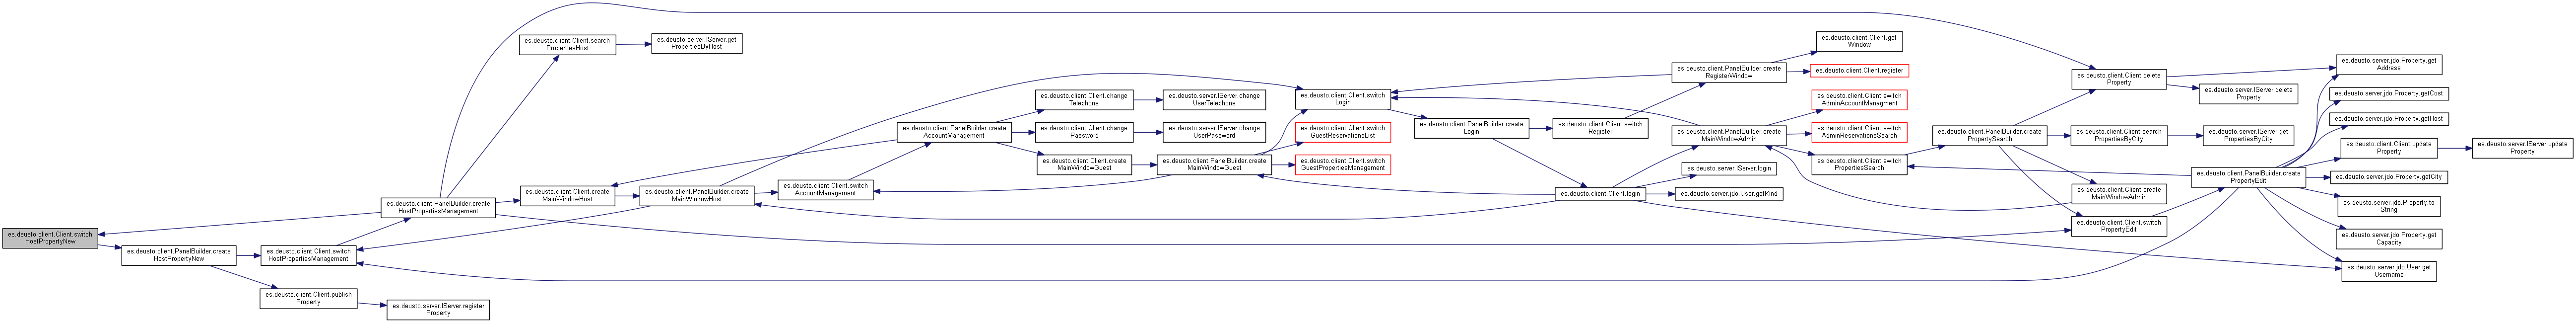 es.deusto.client.Client.switch
HostPropertyNew
es.deusto.client.PanelBuilder.create
HostPropertyNew
es.deusto.client.Client.switch
HostPropertiesManagement
es.deusto.client.Client.publish
Property
es.deusto.server.IServer.register
Property
es.deusto.client.PanelBuilder.create
HostPropertiesManagement
es.deusto.client.Client.search
PropertiesHost
es.deusto.server.IServer.get
PropertiesByHost
es.deusto.client.Client.create
MainWindowHost
es.deusto.client.PanelBuilder.create
MainWindowHost
es.deusto.client.Client.switch
AccountManagement
es.deusto.client.PanelBuilder.create
AccountManagement
es.deusto.client.Client.change
Telephone
es.deusto.server.IServer.change
UserTelephone
es.deusto.client.Client.change
Password
es.deusto.server.IServer.change
UserPassword
es.deusto.client.Client.create
MainWindowGuest
es.deusto.client.PanelBuilder.create
MainWindowGuest
es.deusto.client.Client.switch
Login
es.deusto.client.Client.switch
GuestReservationsList
es.deusto.client.Client.switch
GuestPropertiesManagement
es.deusto.client.PanelBuilder.create
Login
es.deusto.client.Client.switch
Register
es.deusto.client.Client.login
es.deusto.client.PanelBuilder.create
RegisterWindow
es.deusto.client.Client.get
Window
es.deusto.client.Client.register
es.deusto.client.PanelBuilder.create
MainWindowAdmin
es.deusto.server.IServer.login
es.deusto.server.jdo.User.getKind
es.deusto.client.Client.switch
AdminAccountManagment
es.deusto.client.Client.switch
AdminReservationsSearch
es.deusto.client.Client.switch
PropertiesSearch
es.deusto.client.PanelBuilder.create
PropertySearch
es.deusto.client.Client.delete
Property
es.deusto.server.IServer.delete
Property
es.deusto.client.Client.search
PropertiesByCity
es.deusto.server.IServer.get
PropertiesByCity
es.deusto.client.Client.create
MainWindowAdmin
es.deusto.client.Client.switch
PropertyEdit
es.deusto.client.PanelBuilder.create
PropertyEdit
es.deusto.server.jdo.Property.get
Address
es.deusto.server.jdo.Property.getCost
es.deusto.server.jdo.Property.getHost
es.deusto.client.Client.update
Property
es.deusto.server.IServer.update
Property
es.deusto.server.jdo.Property.getCity
es.deusto.server.jdo.Property.to
String
es.deusto.server.jdo.Property.get
Capacity
es.deusto.server.jdo.User.get
Username